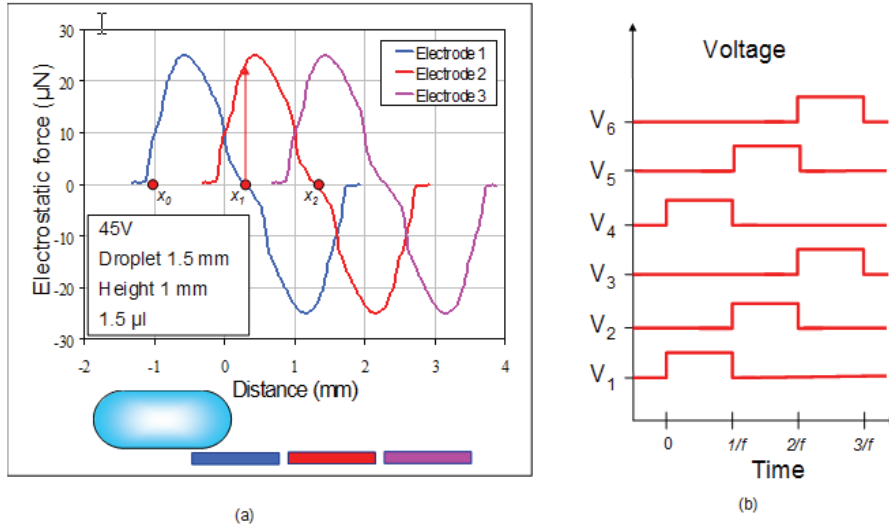 30
20
10
0
-10
-20
-30
Electrostatic force (µN)
Electrode 1
Electrode 2
Electrode 3
x0
x1
x2
45V
Droplet 1.5 mm
Height 1 mm
1.5 µl
-2 -1 0 1 2 3 4
Distance (mm)
(a)
Voltage
V6
V5
V4
V3
V2
V1
0 1/f 2/f 3/f
Time
(b)